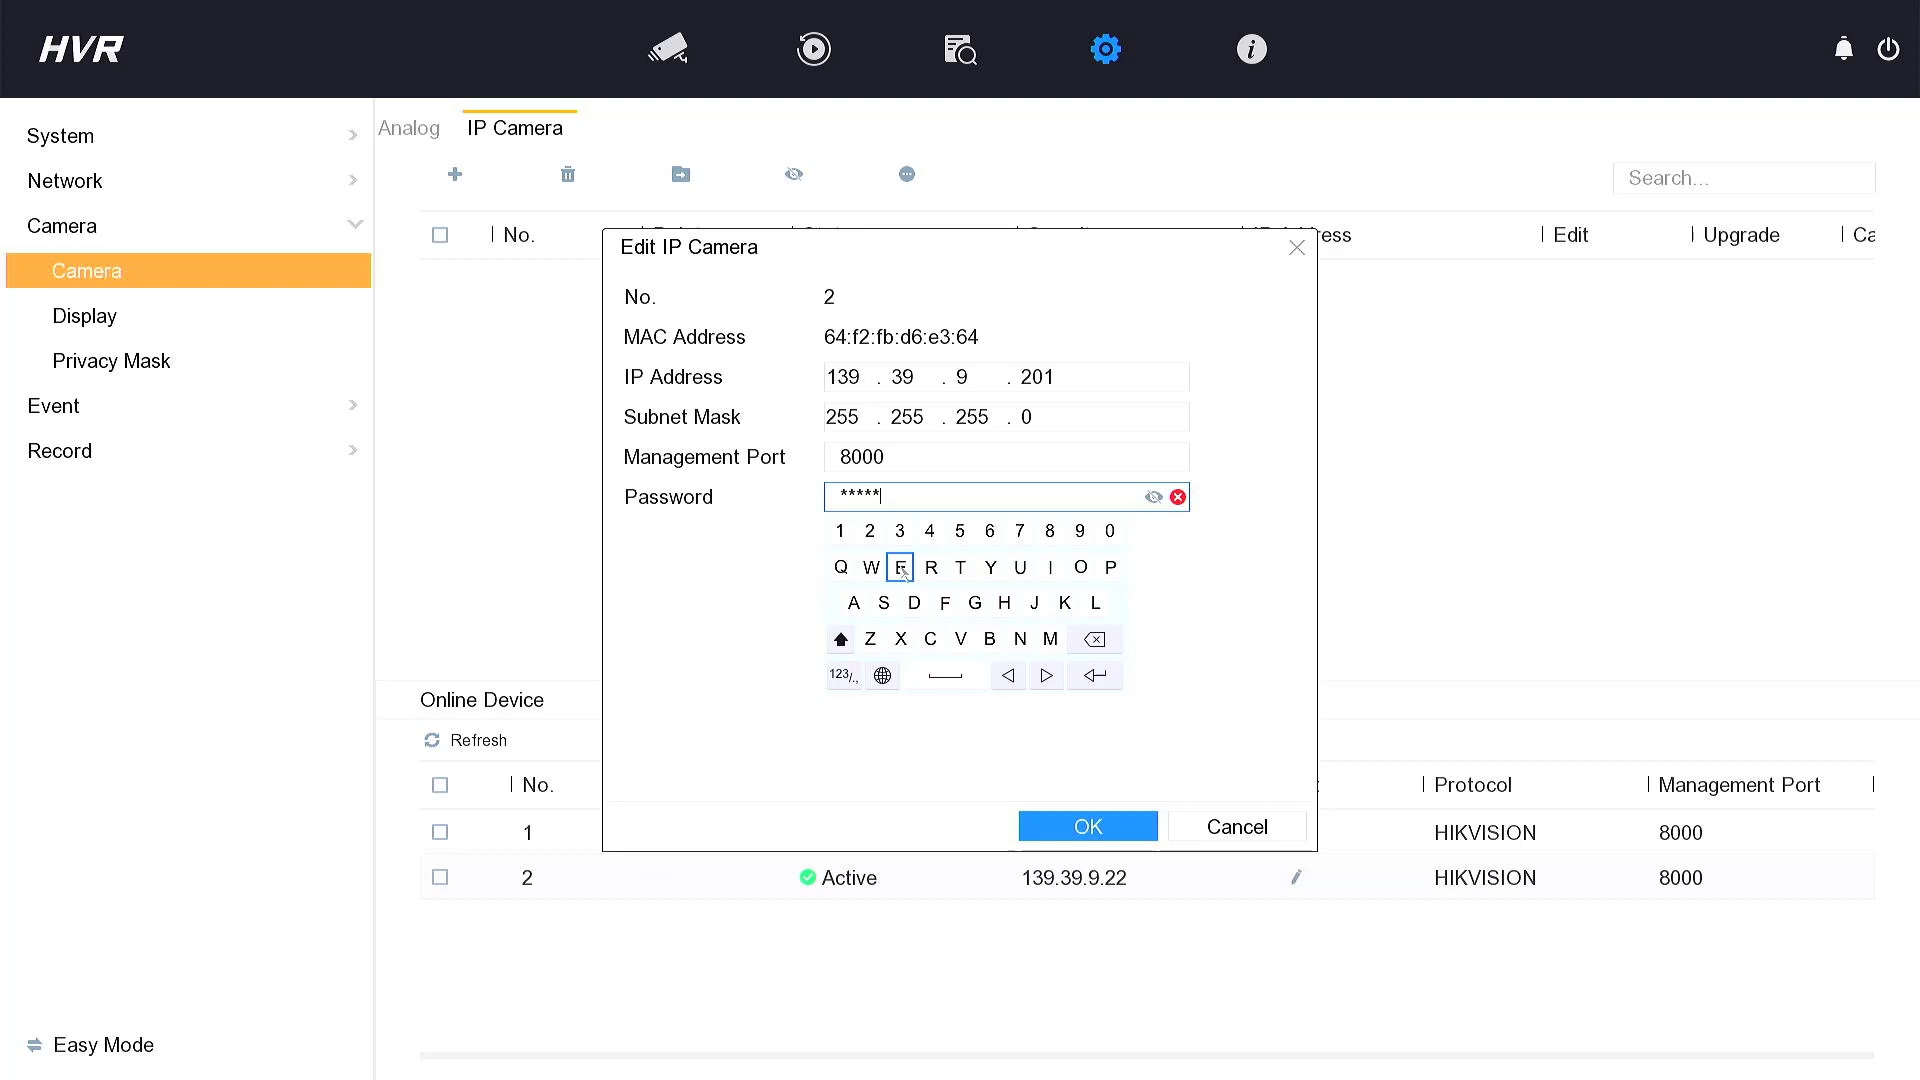 HVR
System
Network
Camera
Camera
Display
Privacy Mask
Event
Record
Easy Mode
Analog
IP Camera
Search...
No.
Edit
Upgrade
Edit IP Camera
No. 2
MAC Address 64:f2:fb:d6:e3:64
IP Address 139 . 39 . 9 . 201
Subnet Mask 255 . 255 . 255 . 0
Management Port 8000
Password *****
1 2 3 4 5 6 7 8 9 0
Q W E R T Y U I O P
A S D F G H J K L
Z X C V B N M
123/.,
OK Cancel
Online Device
Refresh
No. Protocol Management Port
1 HIKVISION 8000
2 Active 139.39.9.22 HIKVISION 8000